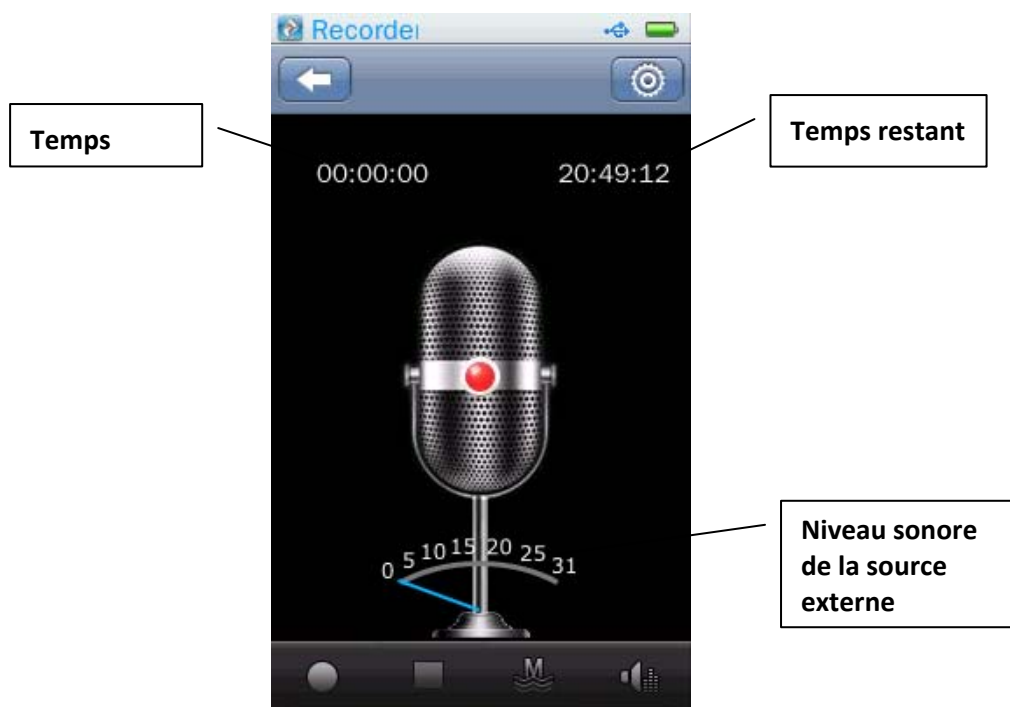 Recorder
Temps
Temps restant
00:00:00
20:49:12
Niveau sonore
de la source
externe
0 5 10 15 20 25 31
M